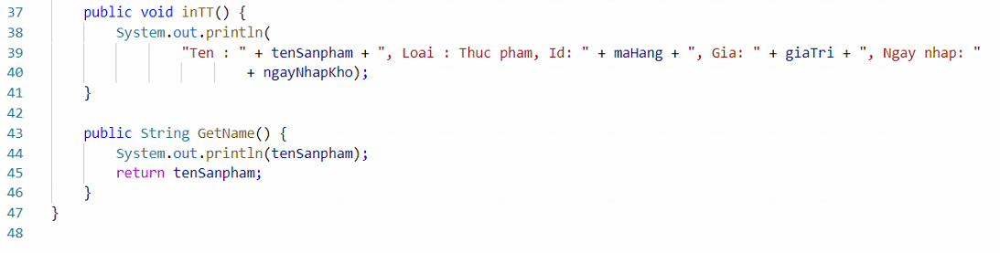 37 public void inTT() {
38 System.out.println(
39 "Ten : " + tenSanpham + ", Loai : Thuc pham, Id: " + maHang + ", Gia: " + giaTri + ", Ngay nhap: "
40 + ngayNhapKho);
41 }
42
43 public String GetName() {
44 System.out.println(tenSanpham);
45 return tenSanpham;
46 }
47 }
48